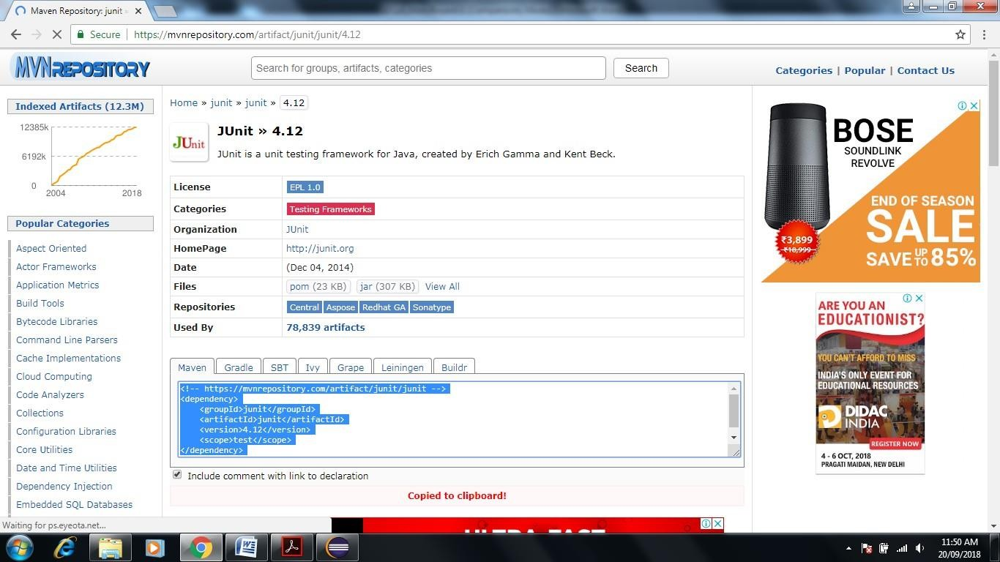 Maven Repository: junit »
Secure
https://mvnrepository.com/artifact/junit/junit/4.12
MVNREPOSITORY
Search for groups, artifacts, categories
Search
Categories | Popular | Contact Us
Indexed Artifacts (12.3M)
12385k
6192k
0
2004 2018
Popular Categories
Aspect Oriented
Actor Frameworks
Application Metrics
Build Tools
Bytecode Libraries
Command Line Parsers
Cache Implementations
Cloud Computing
Code Analyzers
Collections
Configuration Libraries
Core Utilities
Date and Time Utilities
Dependency Injection
Embedded SQL Databases
Home » junit » junit » 4.12
JUnit
JUnit » 4.12
JUnit is a unit testing framework for Java, created by Erich Gamma and Kent Beck.
License EPL 1.0
Categories Testing Frameworks
Organization JUnit
HomePage http://junit.org
Date (Dec 04, 2014)
Files pom (23 KB) jar (307 KB) View All
Repositories Central Aspose Redhat GA Sonatype
Used By 78,839 artifacts
Maven Gradle SBT Ivy Grape Leiningen Buildr
<!-- https://mvnrepository.com/artifact/junit/junit -->
<dependency>
<groupId>junit</groupId>
<artifactId>junit</artifactId>
<version>4.12</version>
<scope>test</scope>
</dependency>
Include comment with link to declaration
Copied to clipboard!
BOSE
SOUNDLINK
REVOLVE
END OF SEASON
SALE
SAVE UP TO 85%
₹3,899
₹18,999
ARE YOU AN
EDUCATIONIST?
YOU CAN'T AFFORD TO MISS
INDIA'S ONLY EVENT FOR
EDUCATIONAL RESOURCES
DIDAC
INDIA
REGISTER NOW
4 - 6 OCT, 2018
PRAGATI MAIDAN, NEW DELHI
ULTRA FAST
Waiting for ps.eyeota.net...
11:50 AM
20/09/2018